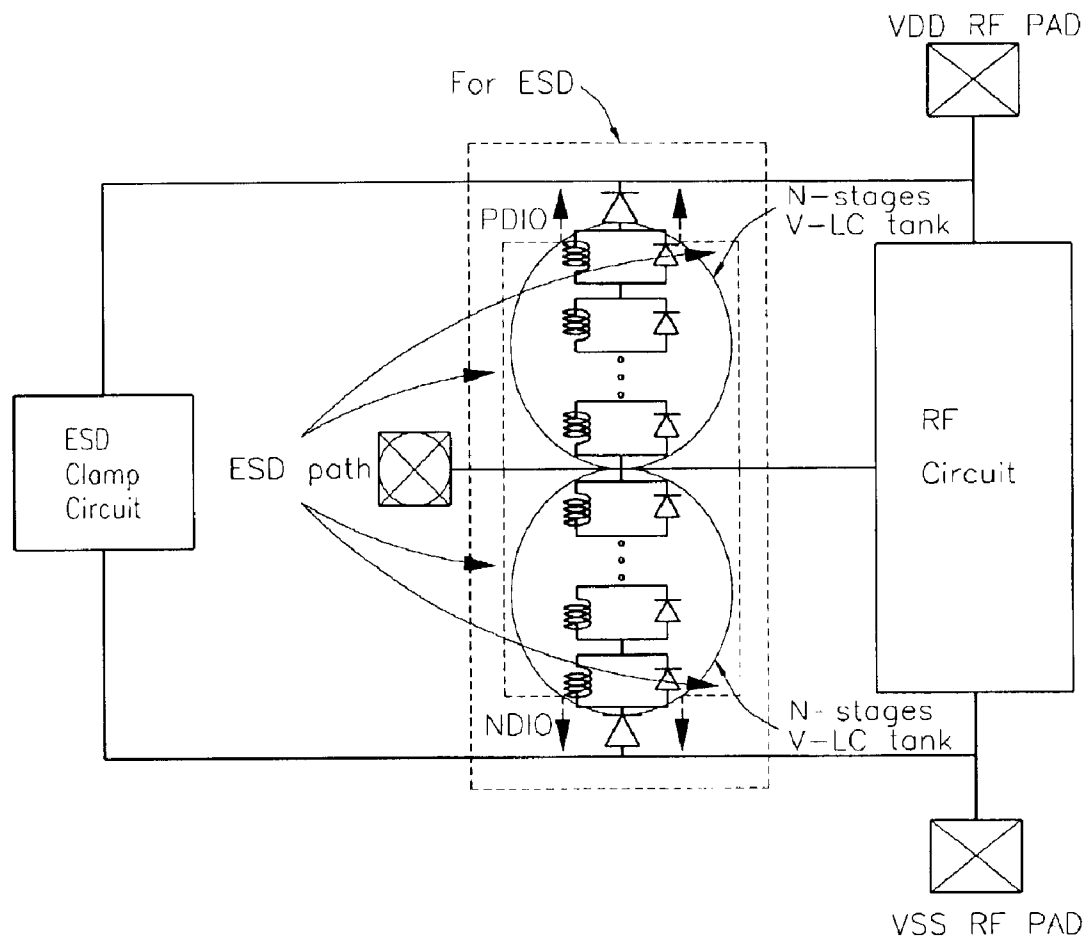 VDD RF PAD
For ESD
N-stages
V-LC tank
PDIO
ESD
Clamp
Circuit
ESD path
RF
Circuit
NDIO
N-stages
V-LC tank
VSS RF PAD